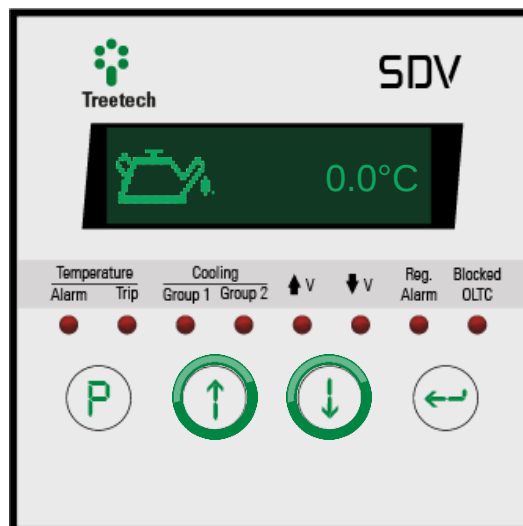 SDV
Treetech
0.0°C
Temperature Cooling V V Reg. Blocked
Alarm Trip Group 1 Group 2 Alarm OLTC
P